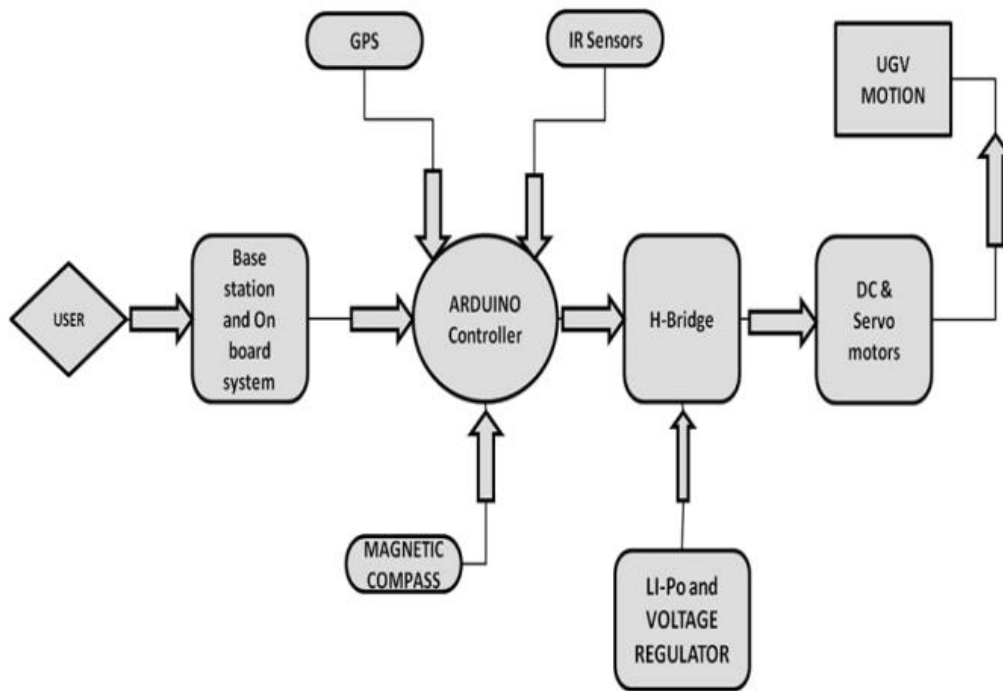 GPS
IR Sensors
UGV
MOTION
USER
Base
station
and On
board
system
ARDUINO
Controller
H-Bridge
DC &
Servo
motors
MAGNETIC
COMPASS
LI-Po and
VOLTAGE
REGULATOR